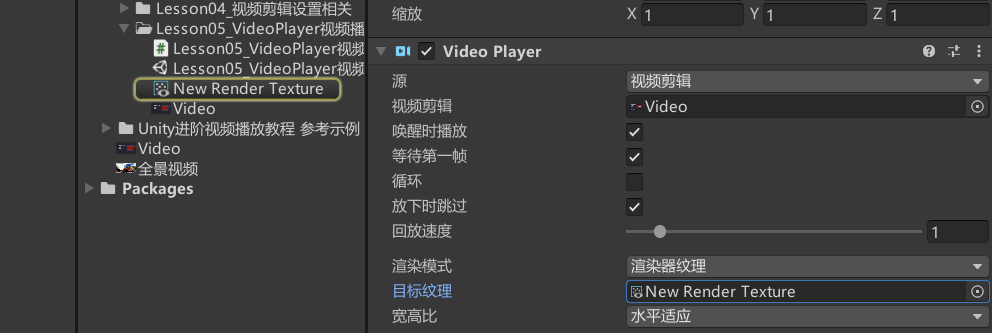 Lesson04_视频剪辑设置相关
Lesson05_VideoPlayer视频播
Lesson05_VideoPlayer视频
Lesson05_VideoPlayer视频
New Render Texture
Video
Unity进阶视频播放教程 参考示例
Video
全景视频
Packages
缩放 X 1 Y 1 Z 1
Video Player
源 视频剪辑
视频剪辑 Video
唤醒时播放
等待第一帧
循环
放下时跳过
回放速度 1
渲染模式 渲染器纹理
目标纹理 New Render Texture
宽高比 水平适应